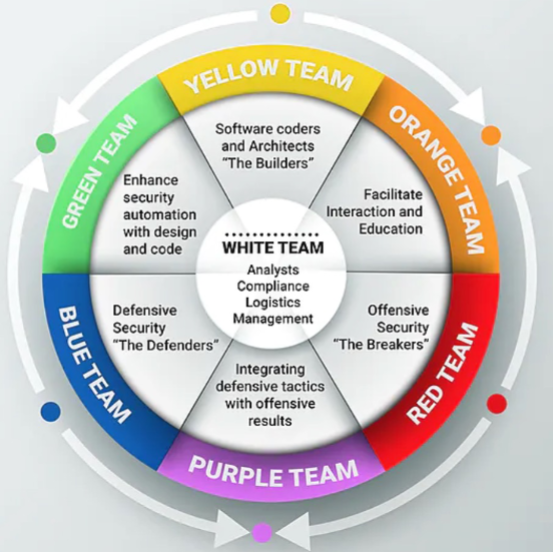 YELLOW TEAM
Software coders
and Architects
"The Builders"
ORANGE TEAM
Facilitate
Interaction and
Education
RED TEAM
Offensive
Security
"The Breakers"
PURPLE TEAM
Integrating
defensive tactics
with offensive
results
BLUE TEAM
Defensive
Security
"The Defenders"
GREEN TEAM
Enhance
security
automation
with design
and code
WHITE TEAM
Analysts
Compliance
Logistics
Management